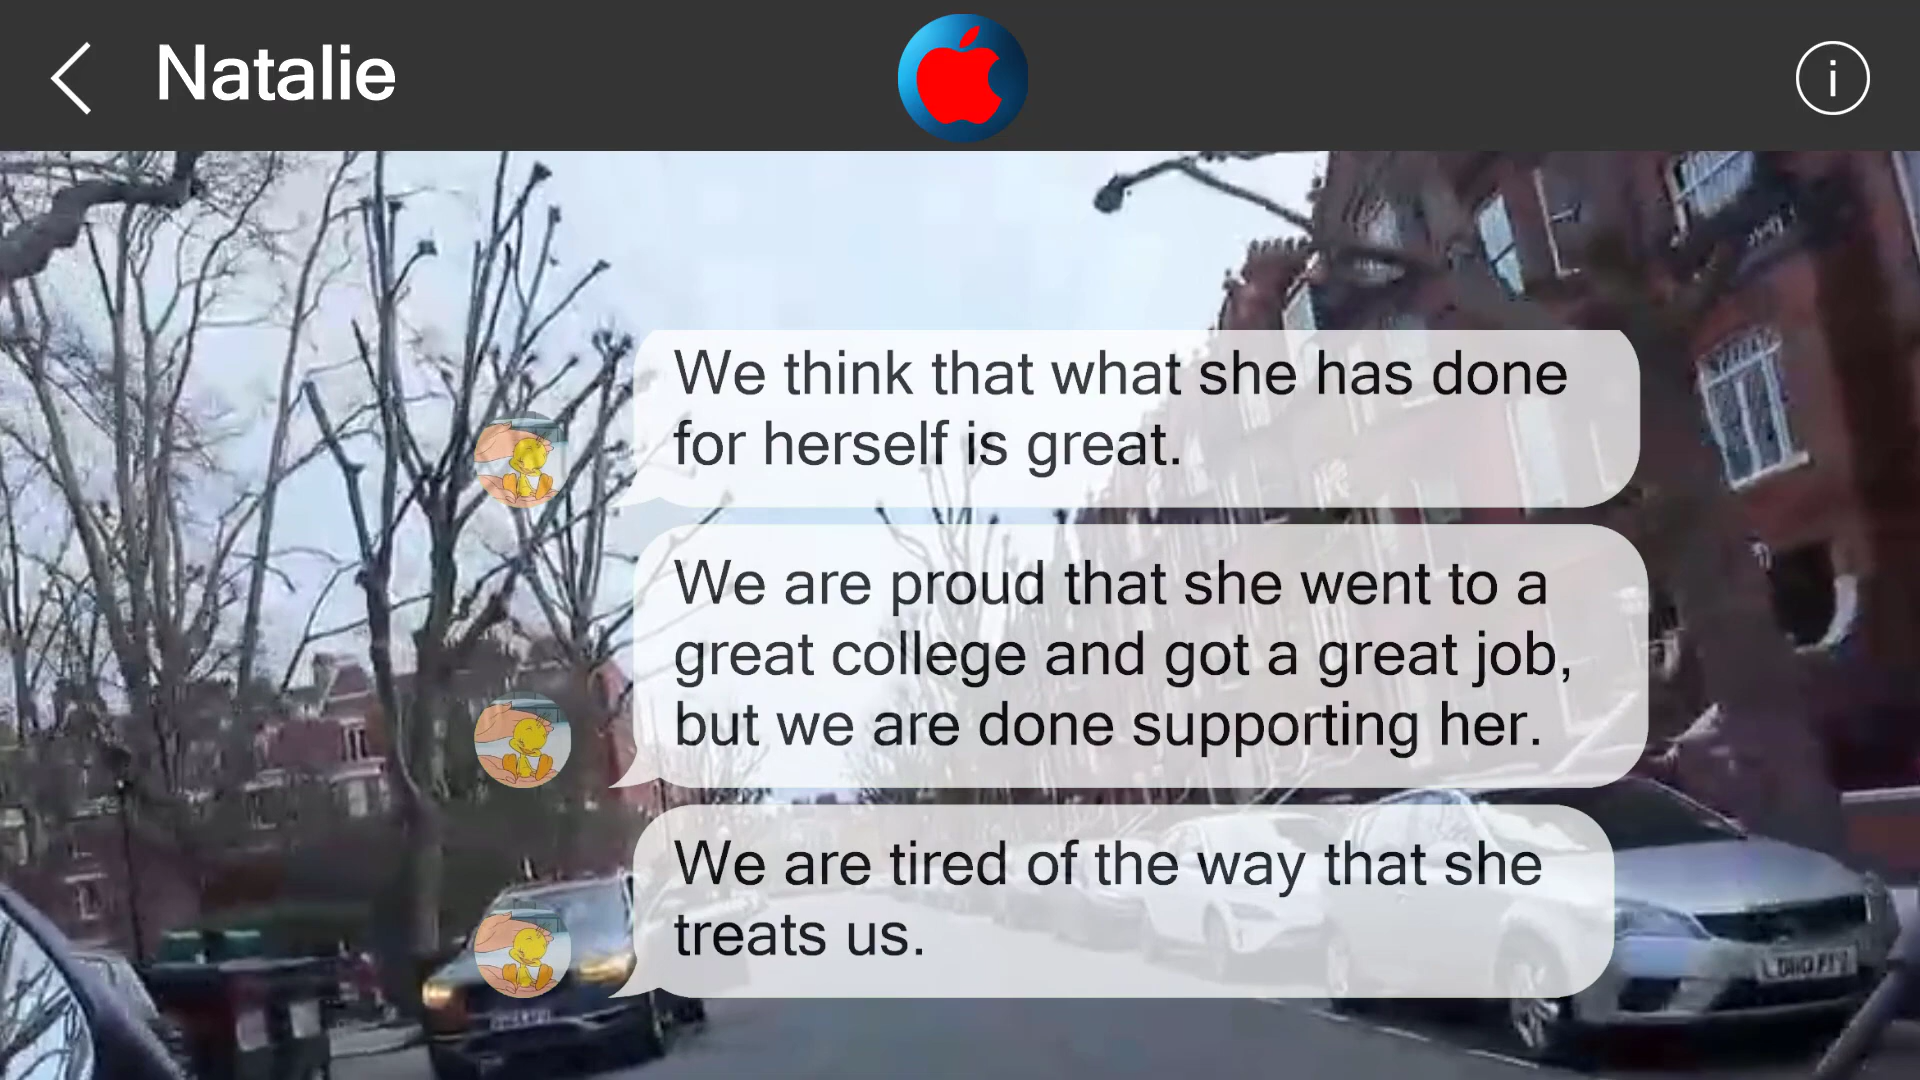 Natalie
i
We think that what she has done
for herself is great.
We are proud that she went to a
great college and got a great job,
but we are done supporting her.
We are tired of the way that she
treats us.